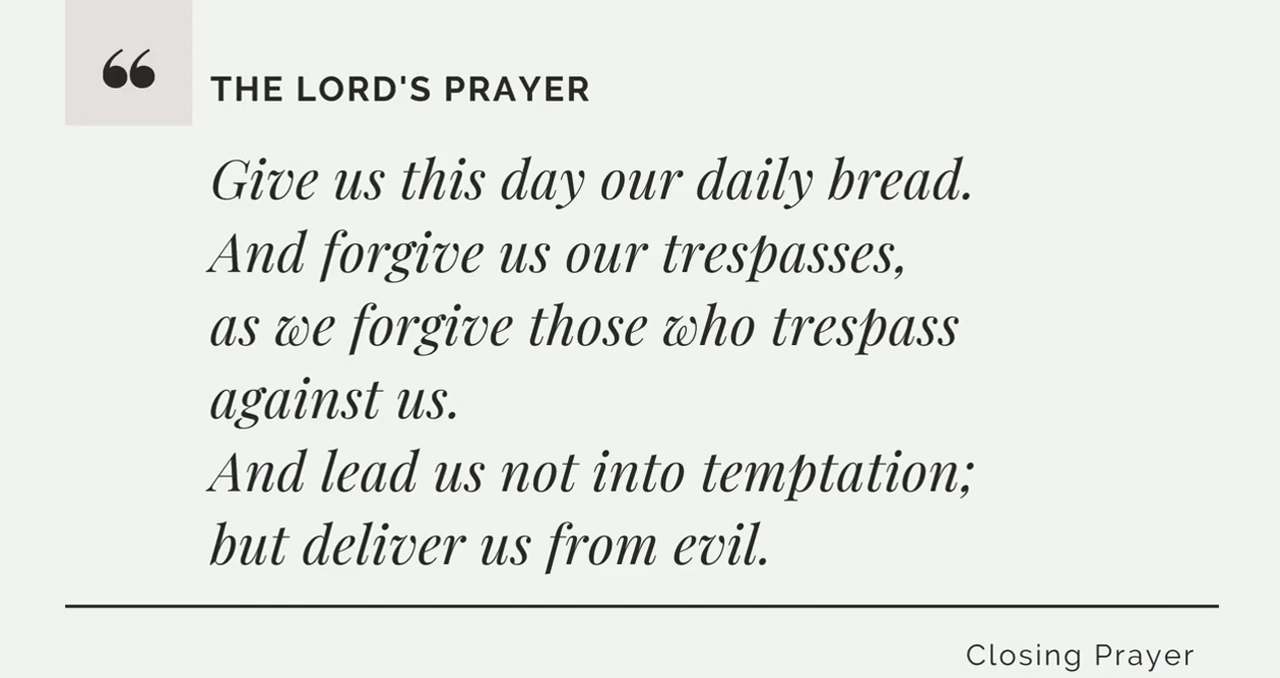 ❝
THE LORD'S PRAYER
Give us this day our daily bread.
And forgive us our trespasses,
as we forgive those who trespass
against us.
And lead us not into temptation;
but deliver us from evil.
Closing Prayer